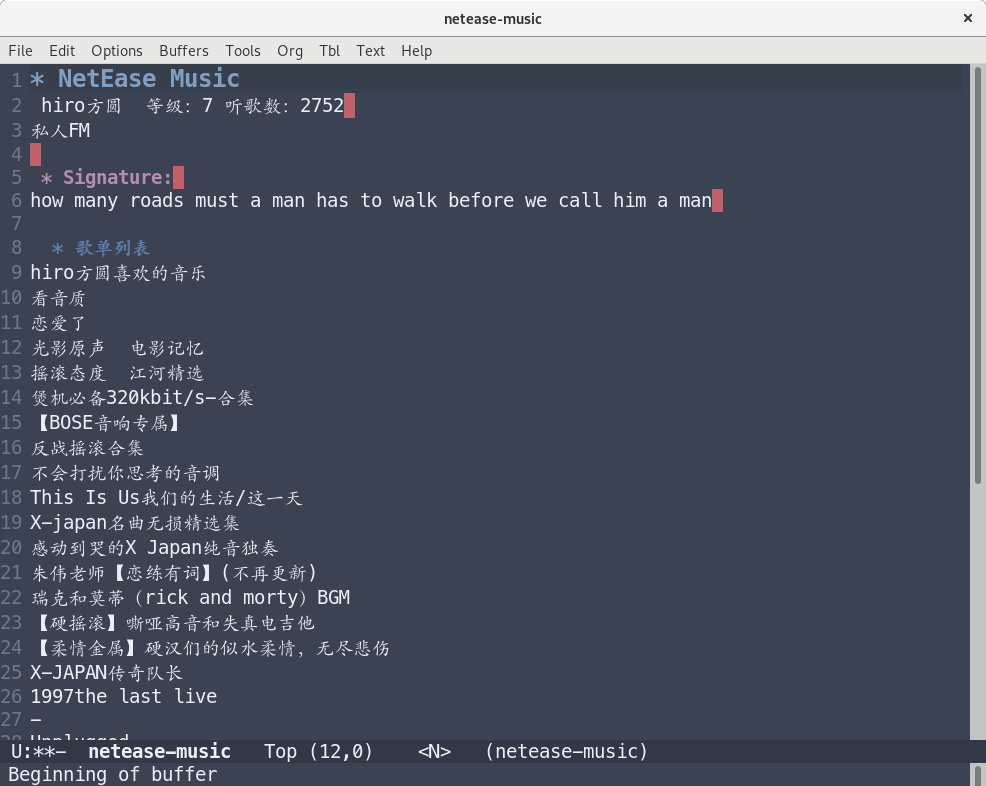 netease-music ×
File Edit Options Buffers Tools Org Tbl Text Help
1 * NetEase Music
2 hiro方圆 等级: 7 听歌数: 2752
3 私人FM
4
5 * Signature:
6 how many roads must a man has to walk before we call him a man
7
8 * 歌单列表
9 hiro方圆喜欢的音乐
10 看音质
11 恋爱了
12 光影原声 电影记忆
13 摇滚态度 江河精选
14 煲机必备320kbit/s-合集
15 【BOSE音响专属】
16 反战摇滚合集
17 不会打扰你思考的音调
18 This Is Us我们的生活/这一天
19 X-japan名曲无损精选集
20 感动到哭的X Japan纯音独奏
21 朱伟老师【恋练有词】(不再更新)
22 瑞克和莫蒂（rick and morty）BGM
23 【硬摇滚】嘶哑高音和失真电吉他
24 【柔情金属】硬汉们的似水柔情，无尽悲伤
25 X-JAPAN传奇队长
26 1997the last live
27 -
28 Unplugged
U:**- netease-music Top (12,0) <N> (netease-music)
Beginning of buffer